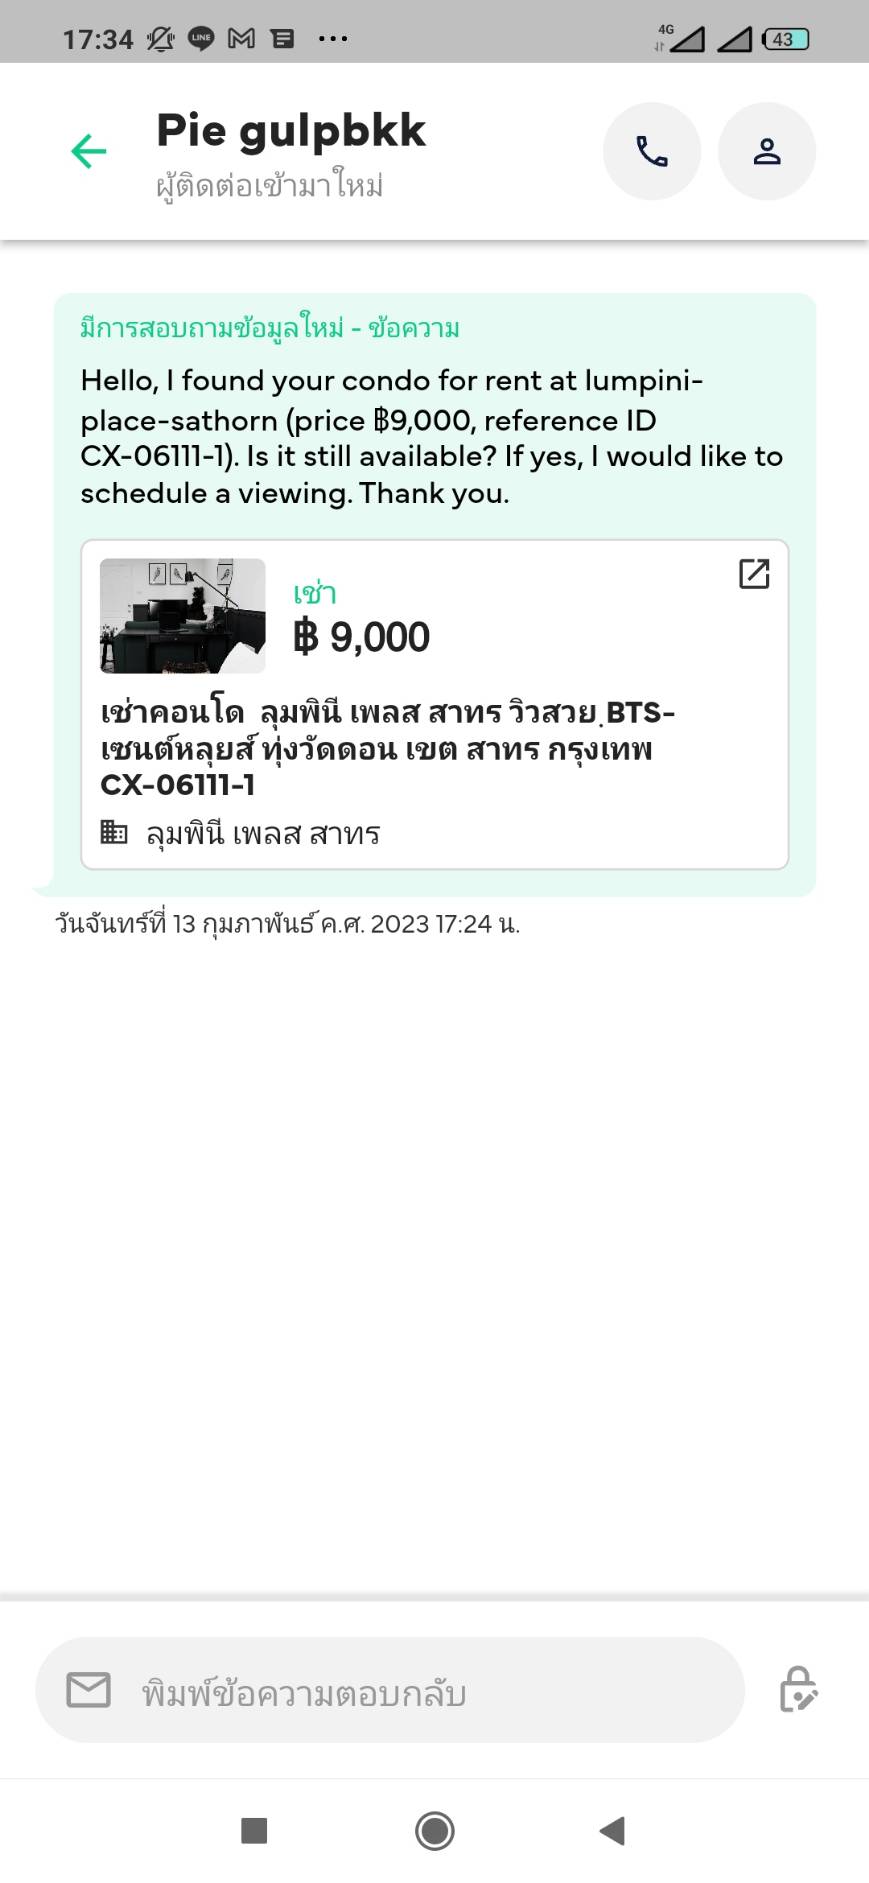 17:34 LINE 4G 43
Pie gulpbkk
ผู้ติดต่อเข้ามาใหม่
มีการสอบถามข้อมูลใหม่ - ข้อความ
Hello, I found your condo for rent at lumpini-
place-sathorn (price ฿9,000, reference ID
CX-06111-1). Is it still available? If yes, I would like to
schedule a viewing. Thank you.
เช่า
฿ 9,000
เช่าคอนโด ลุมพินี เพลส สาทร วิวสวยฺ BTS-
เซนต์หลุยส์ ทุ่งวัดดอน เขต สาทร กรุงเทพ
CX-06111-1
ลุมพินี เพลส สาทร
วันจันทร์ที่ 13 กุมภาพันธ์ ค.ศ. 2023 17:24 น.
พิมพ์ข้อความตอบกลับ